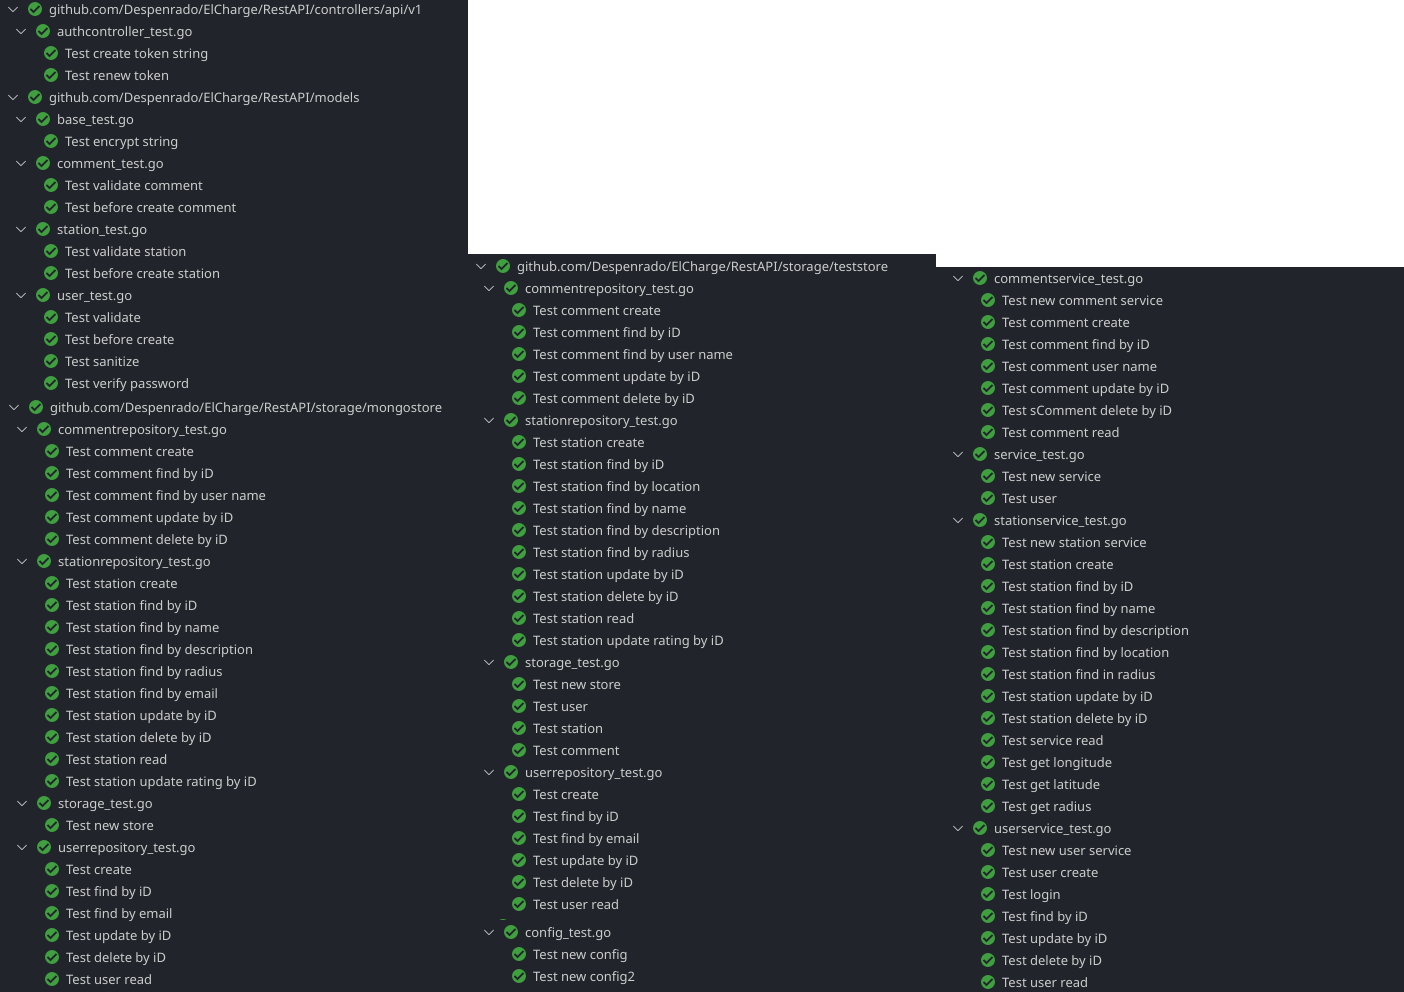 github.com/Despenrado/ElCharge/RestAPI/controllers/api/v1
authcontroller_test.go
Test create token string
Test renew token
github.com/Despenrado/ElCharge/RestAPI/models
base_test.go
Test encrypt string
comment_test.go
Test validate comment
Test before create comment
station_test.go
Test validate station
Test before create station
user_test.go
Test validate
Test before create
Test sanitize
Test verify password
github.com/Despenrado/ElCharge/RestAPI/storage/mongostore
commentrepository_test.go
Test comment create
Test comment find by iD
Test comment find by user name
Test comment update by iD
Test comment delete by iD
stationrepository_test.go
Test station create
Test station find by iD
Test station find by name
Test station find by description
Test station find by radius
Test station find by email
Test station update by iD
Test station delete by iD
Test station read
Test station update rating by iD
storage_test.go
Test new store
userrepository_test.go
Test create
Test find by iD
Test find by email
Test update by iD
Test delete by iD
Test user read
github.com/Despenrado/ElCharge/RestAPI/storage/teststore
commentrepository_test.go
Test comment create
Test comment find by iD
Test comment find by user name
Test comment update by iD
Test comment delete by iD
stationrepository_test.go
Test station create
Test station find by iD
Test station find by location
Test station find by name
Test station find by description
Test station find by radius
Test station update by iD
Test station delete by iD
Test station read
Test station update rating by iD
storage_test.go
Test new store
Test user
Test station
Test comment
userrepository_test.go
Test create
Test find by iD
Test find by email
Test update by iD
Test delete by iD
Test user read
config_test.go
Test new config
Test new config2
commentservice_test.go
Test new comment service
Test comment create
Test comment find by iD
Test comment user name
Test comment update by iD
Test sComment delete by iD
Test comment read
service_test.go
Test new service
Test user
stationservice_test.go
Test new station service
Test station create
Test station find by iD
Test station find by name
Test station find by description
Test station find by location
Test station find in radius
Test station update by iD
Test station delete by iD
Test service read
Test get longitude
Test get latitude
Test get radius
userservice_test.go
Test new user service
Test user create
Test login
Test find by iD
Test update by iD
Test delete by iD
Test user read